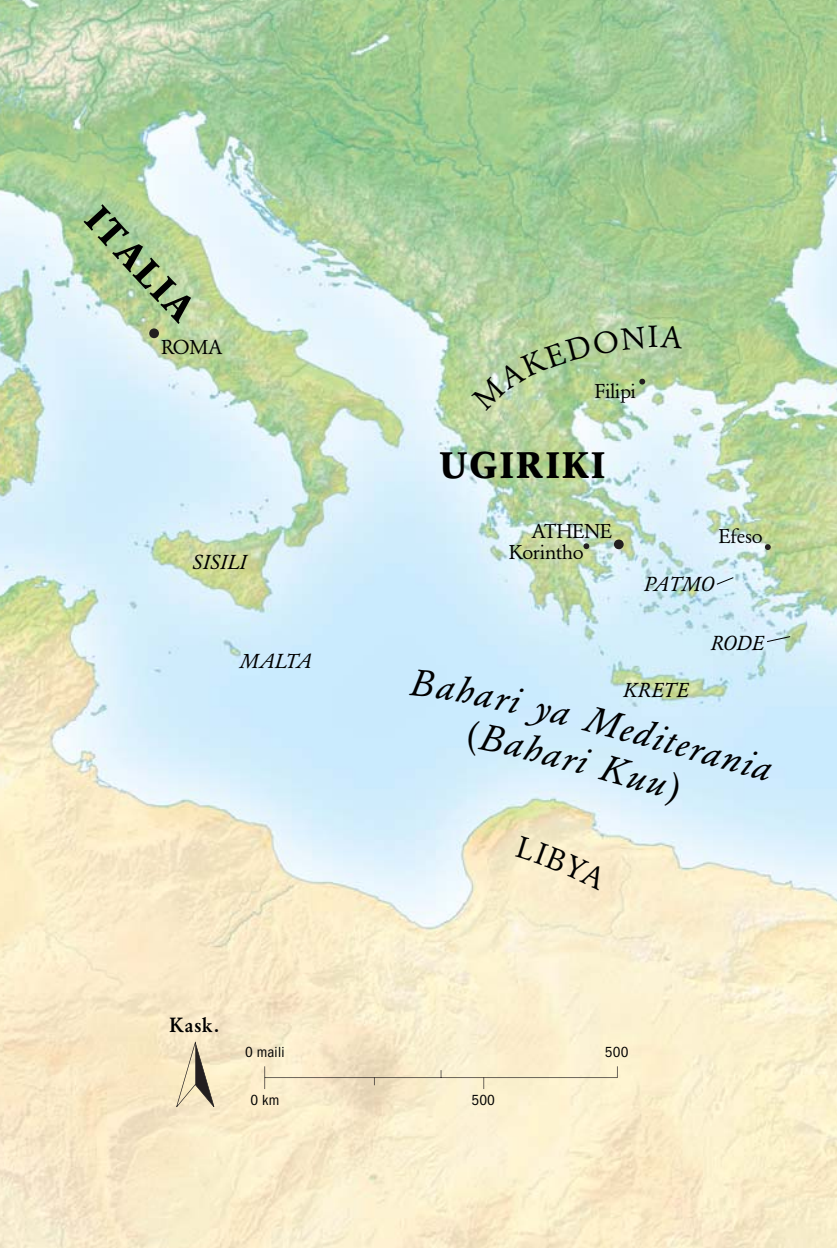 ITALIA
ROMA
MAKEDONIA
Filipi
UGIRIKI
ATHENE
Korintho
Efeso
SISILI
PATMO
RODE
MALTA
KRETE
Bahari ya Mediterania
(Bahari Kuu)
LIBYA
Kask.
0 maili 500
0 km 500